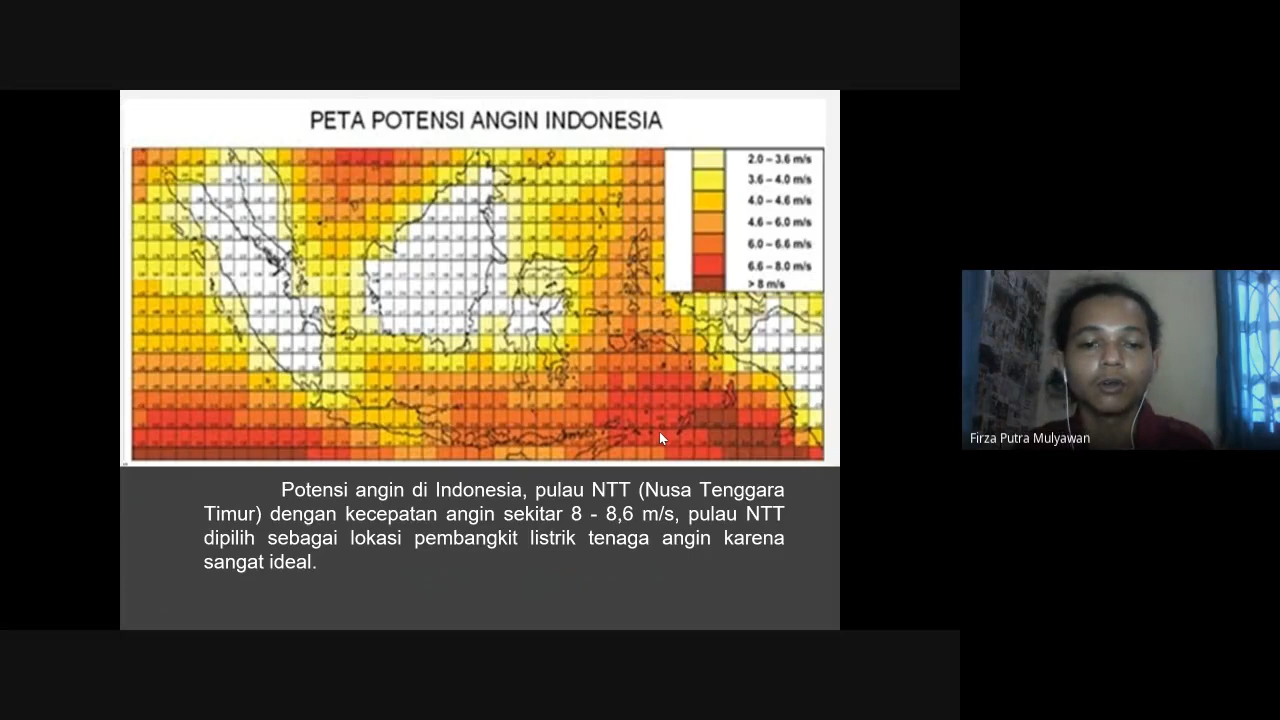 PETA POTENSI ANGIN INDONESIA
2.0 – 3.6 m/s
3.6 – 4.0 m/s
4.0 – 4.6 m/s
4.6 – 6.0 m/s
6.0 – 6.6 m/s
6.6 – 8.0 m/s
> 8 m/s
Potensi angin di Indonesia, pulau NTT (Nusa Tenggara
Timur) dengan kecepatan angin sekitar 8 - 8,6 m/s, pulau NTT
dipilih sebagai lokasi pembangkit listrik tenaga angin karena
sangat ideal.
Firza Putra Mulyawan